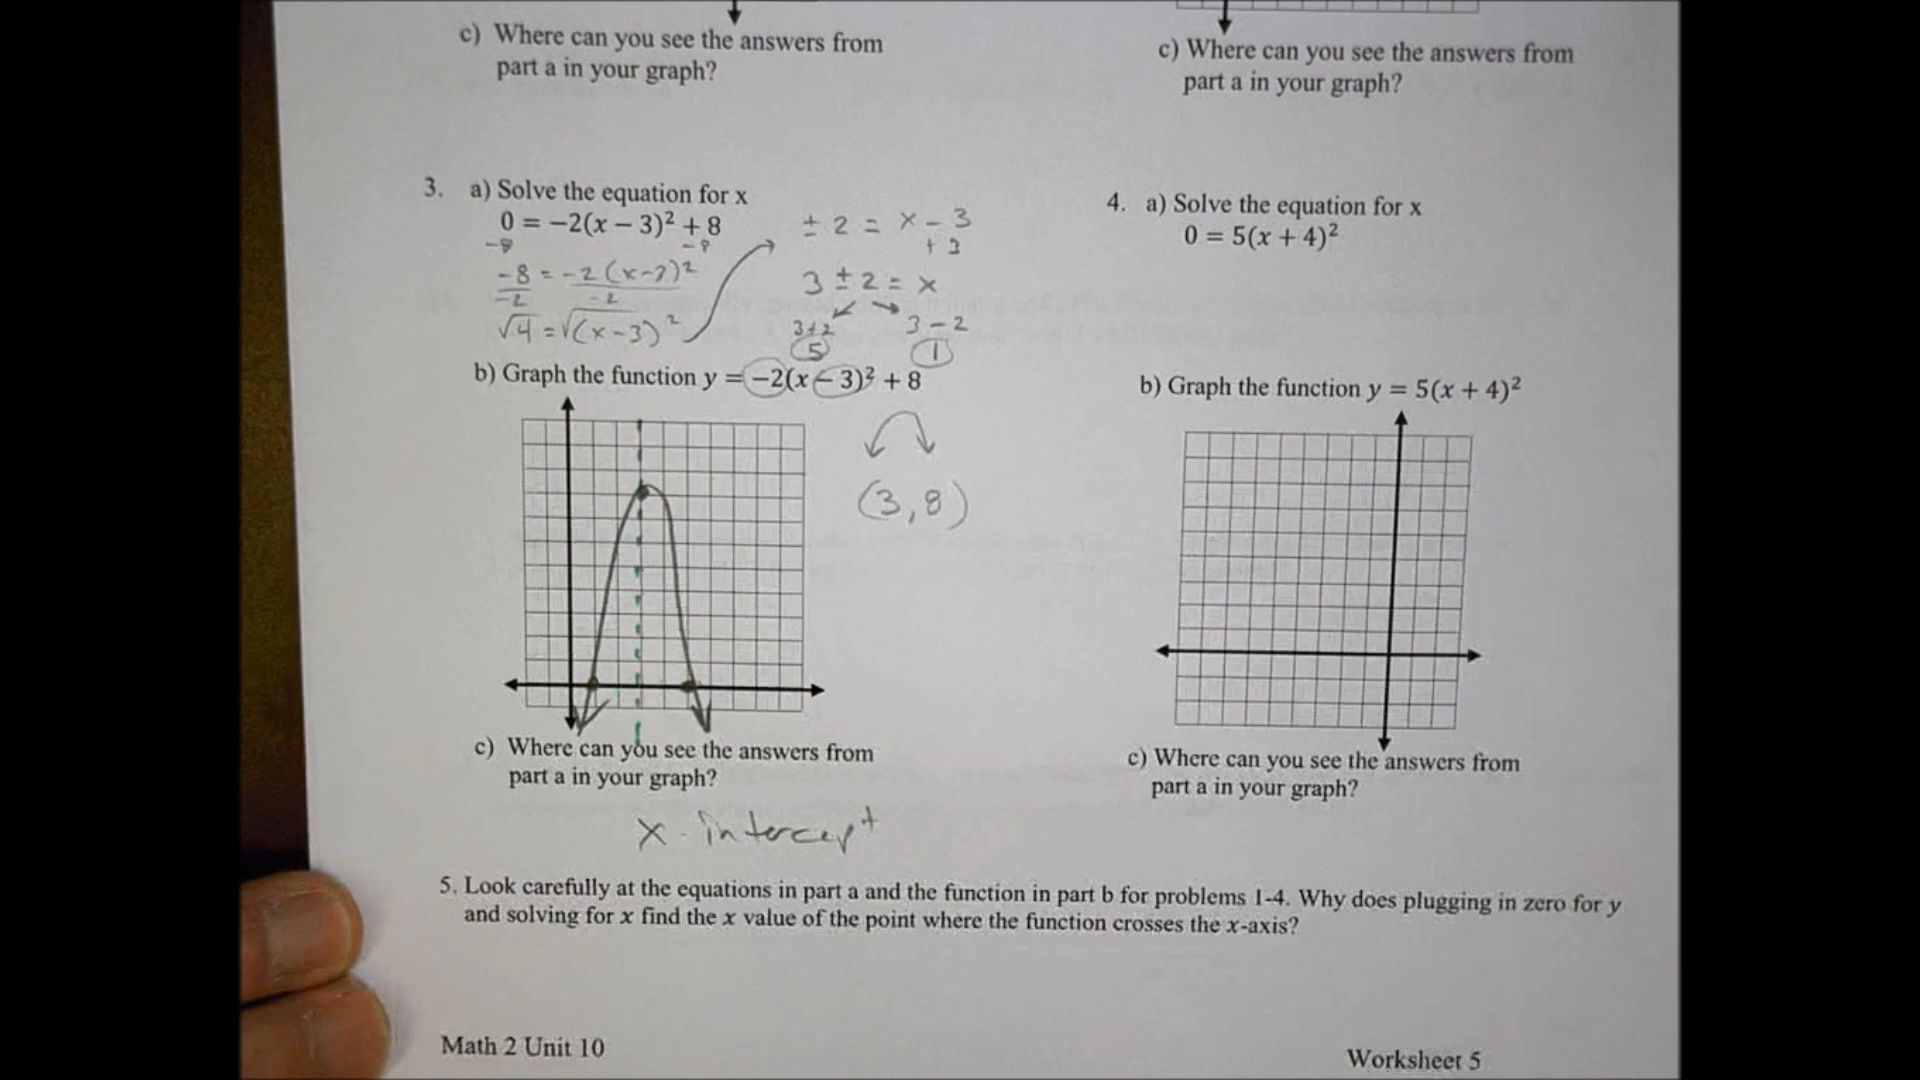 c) Where can you see the answers from
part a in your graph?
c) Where can you see the answers from
part a in your graph?
3. a) Solve the equation for x
0 = −2(x − 3)² + 8
-8 -8
-8 = -2(x-3)²
-2 -2
√4 = √(x-3)²
± 2 = x - 3
+ 3
3 ± 2 = x
3+2 3-2
5 1
b) Graph the function y = −2(x − 3)² + 8
(3,8)
c) Where can you see the answers from
part a in your graph?
x-intercept
4. a) Solve the equation for x
0 = 5(x + 4)²
b) Graph the function y = 5(x + 4)²
c) Where can you see the answers from
part a in your graph?
5. Look carefully at the equations in part a and the function in part b for problems 1-4. Why does plugging in zero for y
and solving for x find the x value of the point where the function crosses the x-axis?
Math 2 Unit 10
Worksheet 5